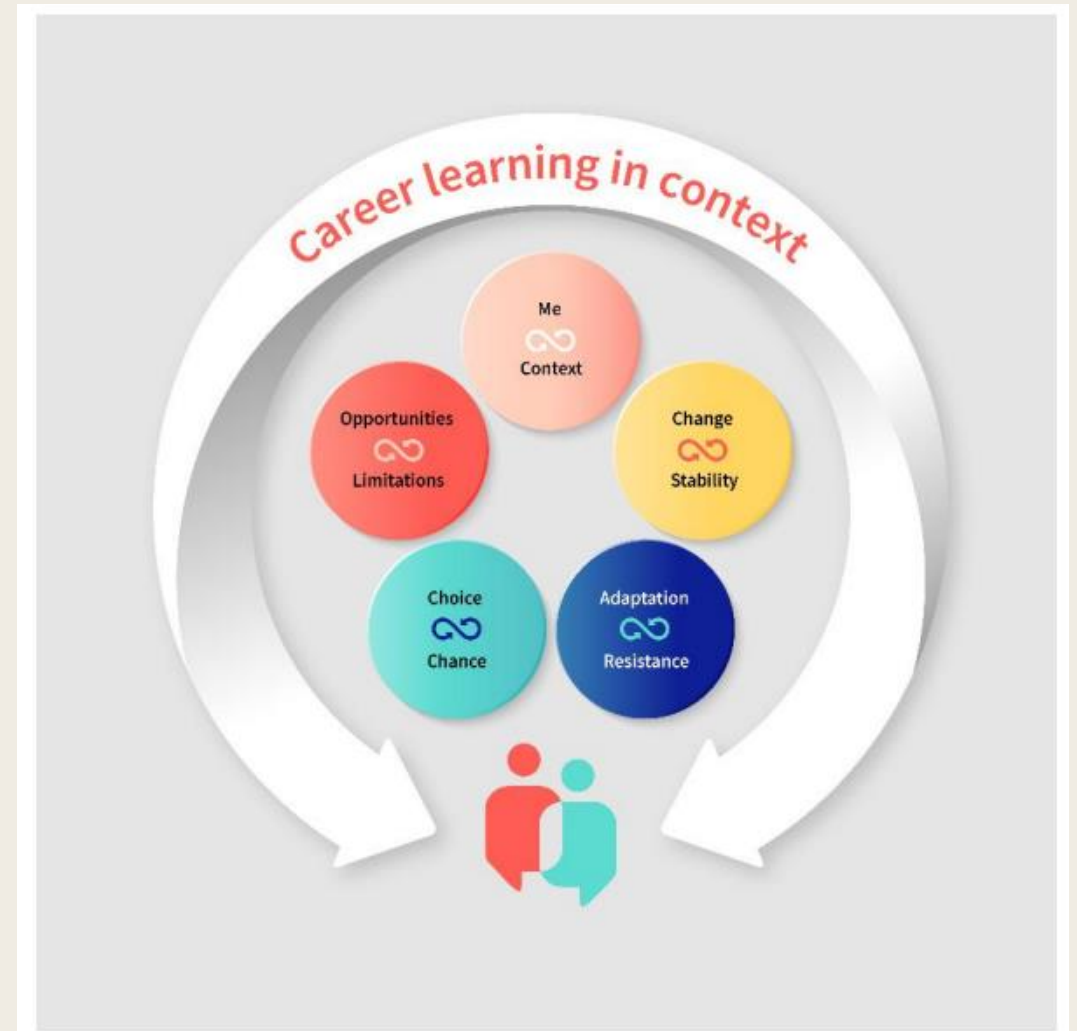 Career learning in context
Me
Context
Opportunities
Limitations
Change
Stability
Choice
Chance
Adaptation
Resistance